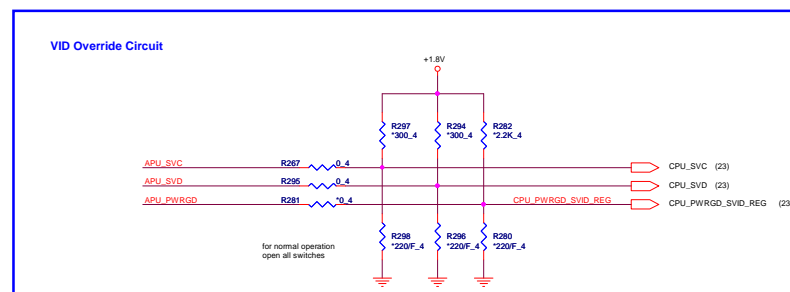 VID Override Circuit
+1.8V
R297 R294 R282
*300_4 *300_4 *2.2K_4
APU_SVC R267 0_4 CPU_SVC (23)
APU_SVD R295 0_4 CPU_SVD (23)
APU_PWRGD R281 *0_4 CPU_PWRGD_SVID_REG CPU_PWRGD_SVID_REG (23
R298 R296 R280
*220/F_4 *220/F_4 *220/F_4
for normal operation
open all switches